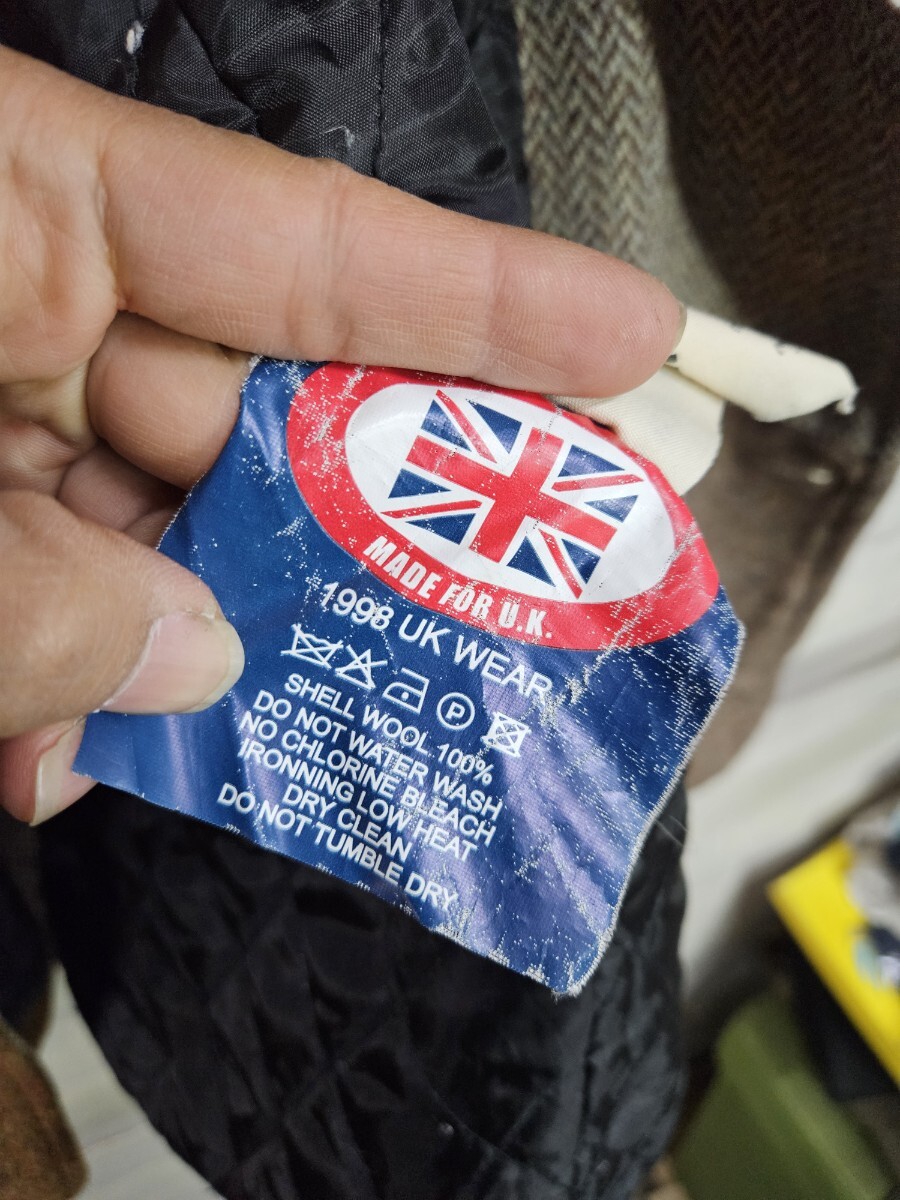 MADE FOR U.K.
1998 UK WEAR
P
SHELL WOOL 100%
DO NOT WATER WASH
NO CHLORINE BLEACH
IRONNING LOW HEAT
DRY CLEAN
DO NOT TUMBLE DRY